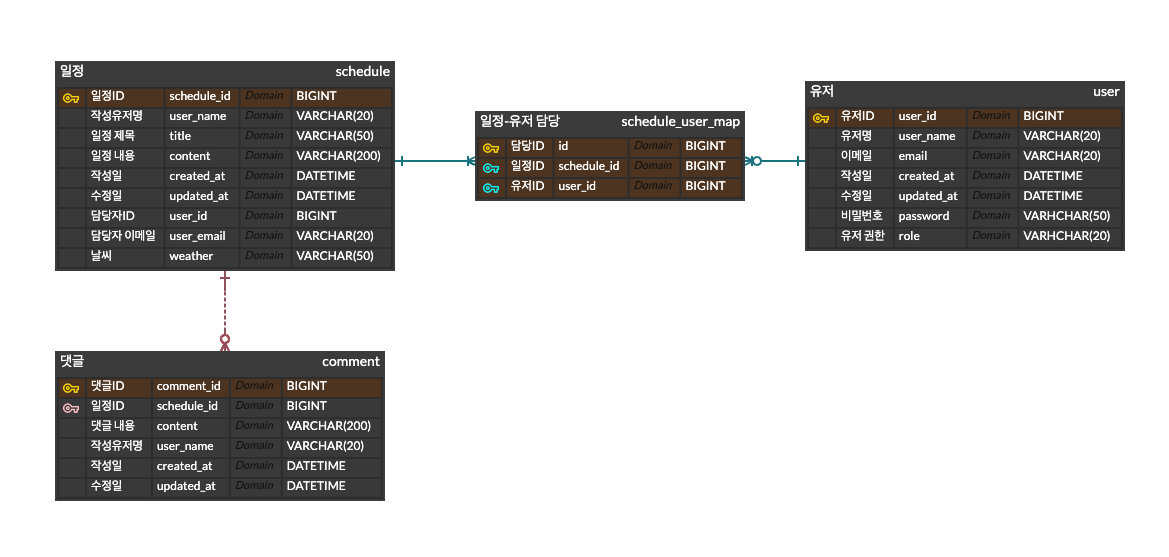 일정 schedule
일정ID schedule_id Domain BIGINT
작성유저명 user_name Domain VARCHAR(20)
일정 제목 title Domain VARCHAR(50)
일정 내용 content Domain VARCHAR(200)
작성일 created_at Domain DATETIME
수정일 updated_at Domain DATETIME
담당자ID user_id Domain BIGINT
담당자 이메일 user_email Domain VARCHAR(20)
날씨 weather Domain VARCHAR(50)
일정-유저 담당 schedule_user_map
담당ID id Domain BIGINT
일정ID schedule_id Domain BIGINT
유저ID user_id Domain BIGINT
유저 user
유저ID user_id Domain BIGINT
유저명 user_name Domain VARCHAR(20)
이메일 email Domain VARCHAR(20)
작성일 created_at Domain DATETIME
수정일 updated_at Domain DATETIME
비밀번호 password Domain VARHCHAR(50)
유저 권한 role Domain VARHCHAR(20)
댓글 comment
댓글ID comment_id Domain BIGINT
일정ID schedule_id Domain BIGINT
댓글 내용 content Domain VARCHAR(200)
작성유저명 user_name Domain VARCHAR(20)
작성일 created_at Domain DATETIME
수정일 updated_at Domain DATETIME